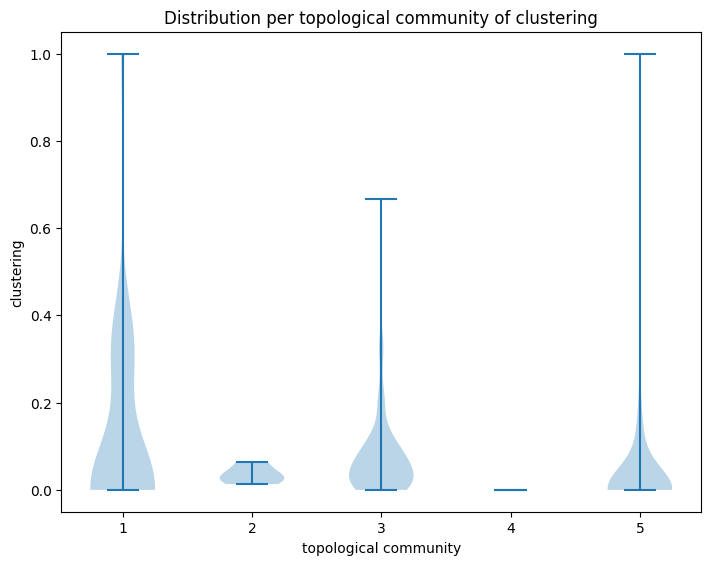 Distribution per topological community of clustering
1.0
0.8
0.6
0.4
0.2
0.0
clustering
1 2 3 4 5
topological community